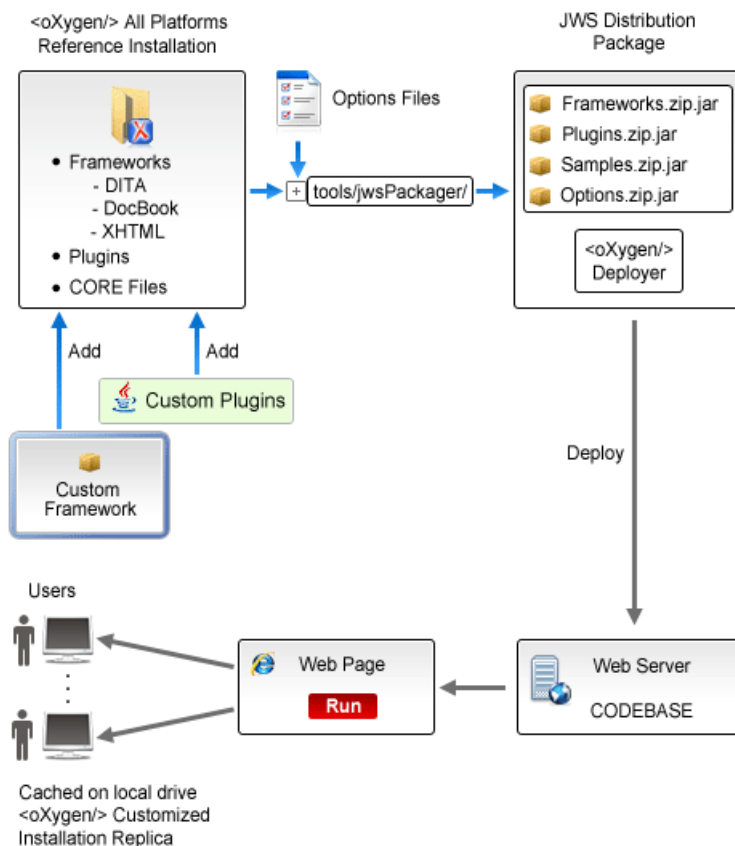 <oXygen/> All Platforms
Reference Installation
• Frameworks
- DITA
- DocBook
- XHTML
• Plugins
• CORE Files
Options Files
+ tools/jwsPackager/
JWS Distribution
Package
Frameworks.zip.jar
Plugins.zip.jar
Samples.zip.jar
Options.zip.jar
<oXygen/>
Deployer
Add
Add
Custom Plugins
Custom
Framework
Deploy
Users
Web Page
Run
Web Server
CODEBASE
Cached on local drive
<oXygen/> Customized
Installation Replica